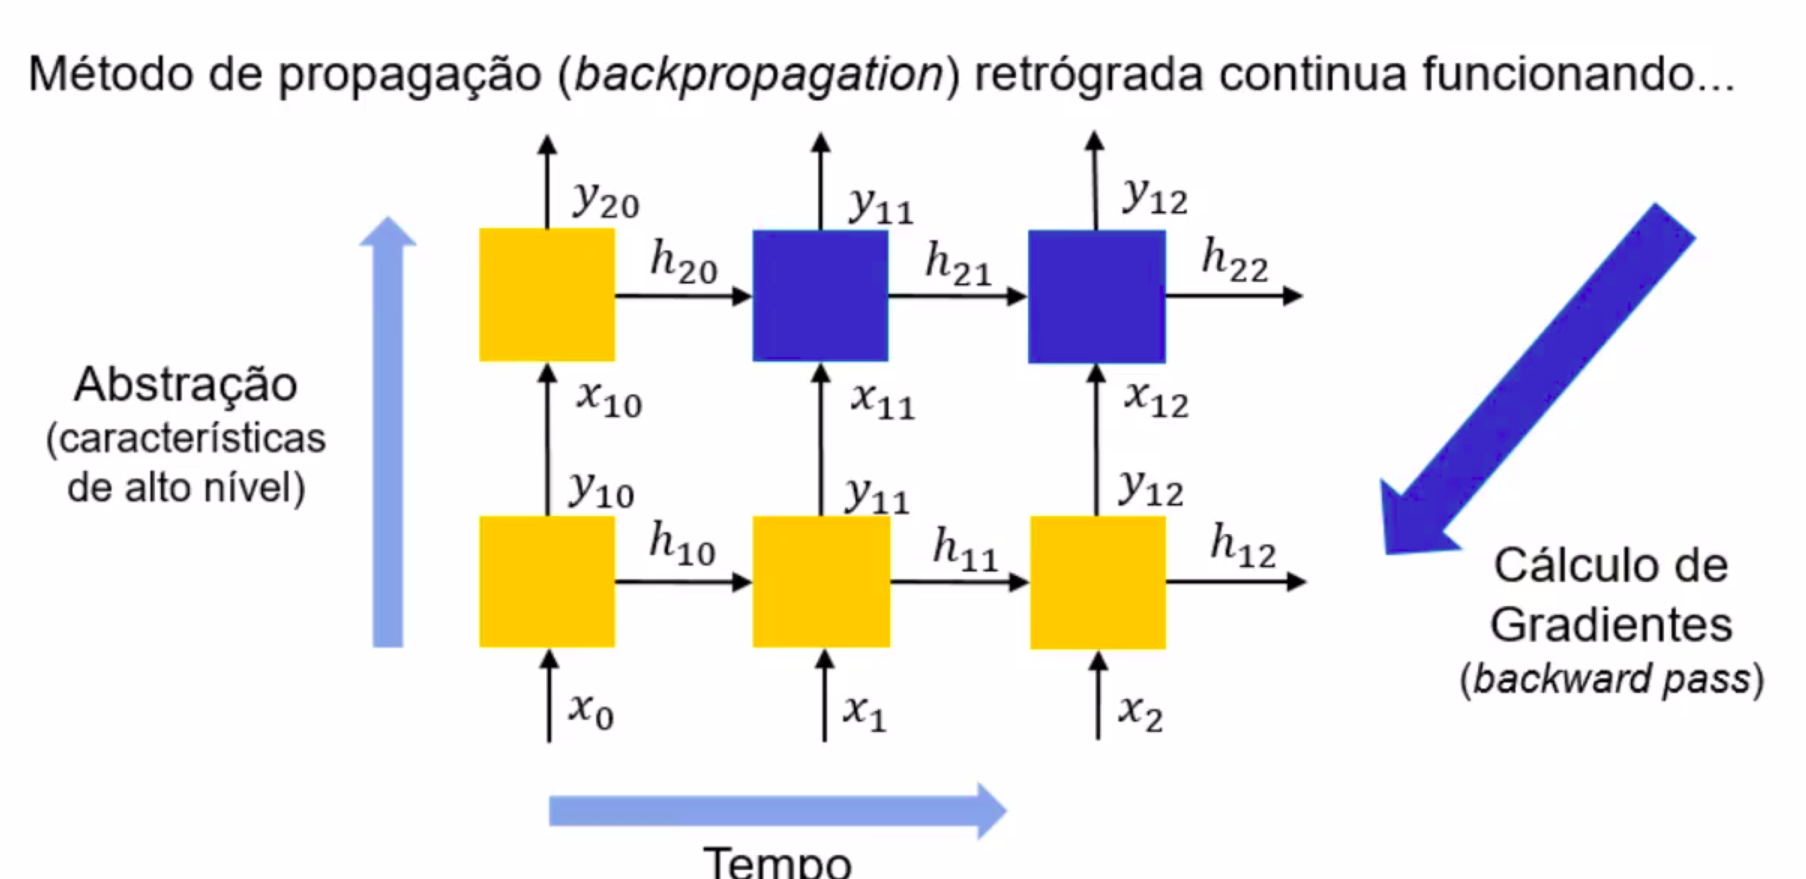 Método de propagação (backpropagation) retrógrada continua funcionando...
y20 y11 y12
h20 h21 h22
Abstração
(características
de alto nível)
x10 x11 x12
y10 y11 y12
h10 h11 h12
Cálculo de
Gradientes
(backward pass)
x0 x1 x2
Tempo